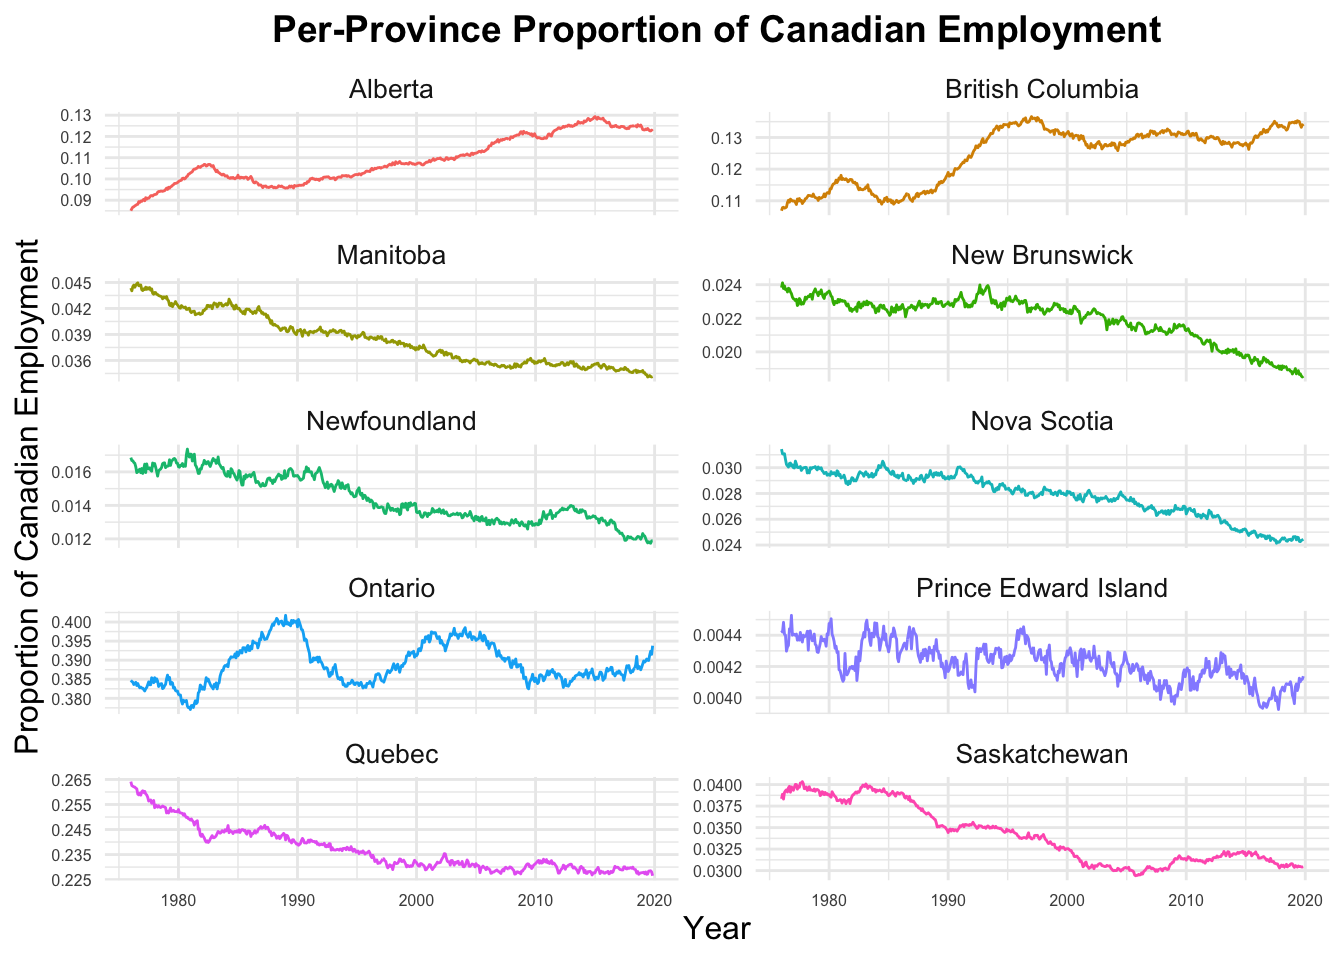 Per-Province Proportion of Canadian Employment
Proportion of Canadian Employment
Alberta
0.13
0.12
0.11
0.10
0.09
British Columbia
0.13
0.12
0.11
Manitoba
0.045
0.042
0.039
0.036
New Brunswick
0.024
0.022
0.020
Newfoundland
0.016
0.014
0.012
Nova Scotia
0.030
0.028
0.026
0.024
Ontario
0.400
0.395
0.390
0.385
0.380
Prince Edward Island
0.0044
0.0042
0.0040
Quebec
0.265
0.255
0.245
0.235
0.225
1980 1990 2000 2010 2020
Saskatchewan
0.0400
0.0375
0.0350
0.0325
0.0300
1980 1990 2000 2010 2020
Year